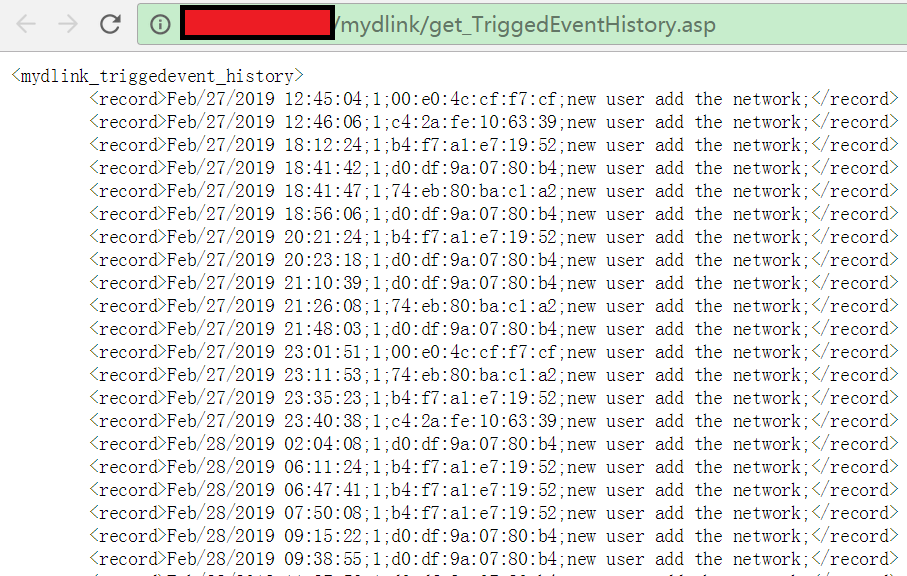 /mydlink/get_TriggedEventHistory.asp
<mydlink_triggedevent_history>
<record>Feb/27/2019 12:45:04;1;00:e0:4c:cf:f7:cf;new user add the network;</record>
<record>Feb/27/2019 12:46:06;1;c4:2a:fe:10:63:39;new user add the network;</record>
<record>Feb/27/2019 18:12:24;1;b4:f7:a1:e7:19:52;new user add the network;</record>
<record>Feb/27/2019 18:41:42;1;d0:df:9a:07:80:b4;new user add the network;</record>
<record>Feb/27/2019 18:41:47;1;74:eb:80:ba:c1:a2;new user add the network;</record>
<record>Feb/27/2019 18:56:06;1;d0:df:9a:07:80:b4;new user add the network;</record>
<record>Feb/27/2019 20:21:24;1;b4:f7:a1:e7:19:52;new user add the network;</record>
<record>Feb/27/2019 20:23:18;1;d0:df:9a:07:80:b4;new user add the network;</record>
<record>Feb/27/2019 21:10:39;1;d0:df:9a:07:80:b4;new user add the network;</record>
<record>Feb/27/2019 21:26:08;1;74:eb:80:ba:c1:a2;new user add the network;</record>
<record>Feb/27/2019 21:48:03;1;d0:df:9a:07:80:b4;new user add the network;</record>
<record>Feb/27/2019 23:01:51;1;00:e0:4c:cf:f7:cf;new user add the network;</record>
<record>Feb/27/2019 23:11:53;1;74:eb:80:ba:c1:a2;new user add the network;</record>
<record>Feb/27/2019 23:35:23;1;b4:f7:a1:e7:19:52;new user add the network;</record>
<record>Feb/27/2019 23:40:38;1;c4:2a:fe:10:63:39;new user add the network;</record>
<record>Feb/28/2019 02:04:08;1;d0:df:9a:07:80:b4;new user add the network;</record>
<record>Feb/28/2019 06:11:24;1;b4:f7:a1:e7:19:52;new user add the network;</record>
<record>Feb/28/2019 06:47:41;1;b4:f7:a1:e7:19:52;new user add the network;</record>
<record>Feb/28/2019 07:50:08;1;b4:f7:a1:e7:19:52;new user add the network;</record>
<record>Feb/28/2019 09:15:22;1;d0:df:9a:07:80:b4;new user add the network;</record>
<record>Feb/28/2019 09:38:55;1;d0:df:9a:07:80:b4;new user add the network;</record>